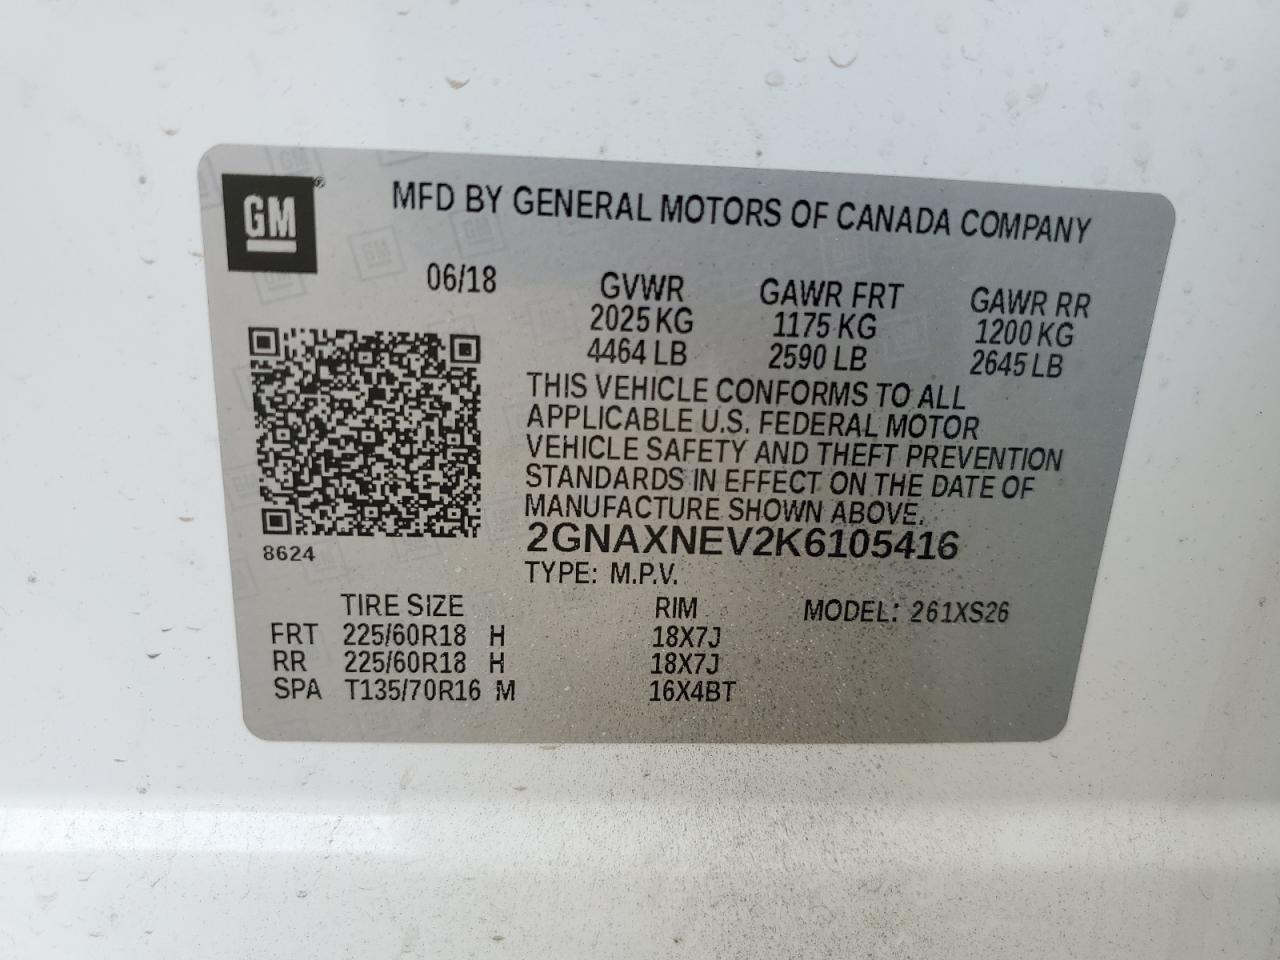 GM®
MFD BY GENERAL MOTORS OF CANADA COMPANY
06/18 GVWR GAWR FRT GAWR RR
2025 KG 1175 KG 1200 KG
4464 LB 2590 LB 2645 LB
THIS VEHICLE CONFORMS TO ALL
APPLICABLE U.S. FEDERAL MOTOR
VEHICLE SAFETY AND THEFT PREVENTION
STANDARDS IN EFFECT ON THE DATE OF
MANUFACTURE SHOWN ABOVE.
8624
2GNAXNEV2K6105416
TYPE: M.P.V.
TIRE SIZE RIM MODEL: 261XS26
FRT 225/60R18 H 18X7J
RR 225/60R18 H 18X7J
SPA T135/70R16 M 16X4BT